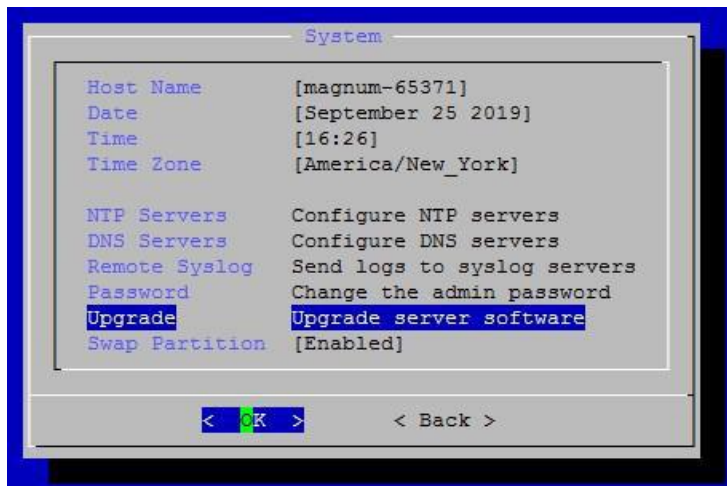 System
Host Name [magnum-65371]
Date [September 25 2019]
Time [16:26]
Time Zone [America/New_York]
NTP Servers Configure NTP servers
DNS Servers Configure DNS servers
Remote Syslog Send logs to syslog servers
Password Change the admin password
Upgrade Upgrade server software
Swap Partition [Enabled]
< OK > < Back >